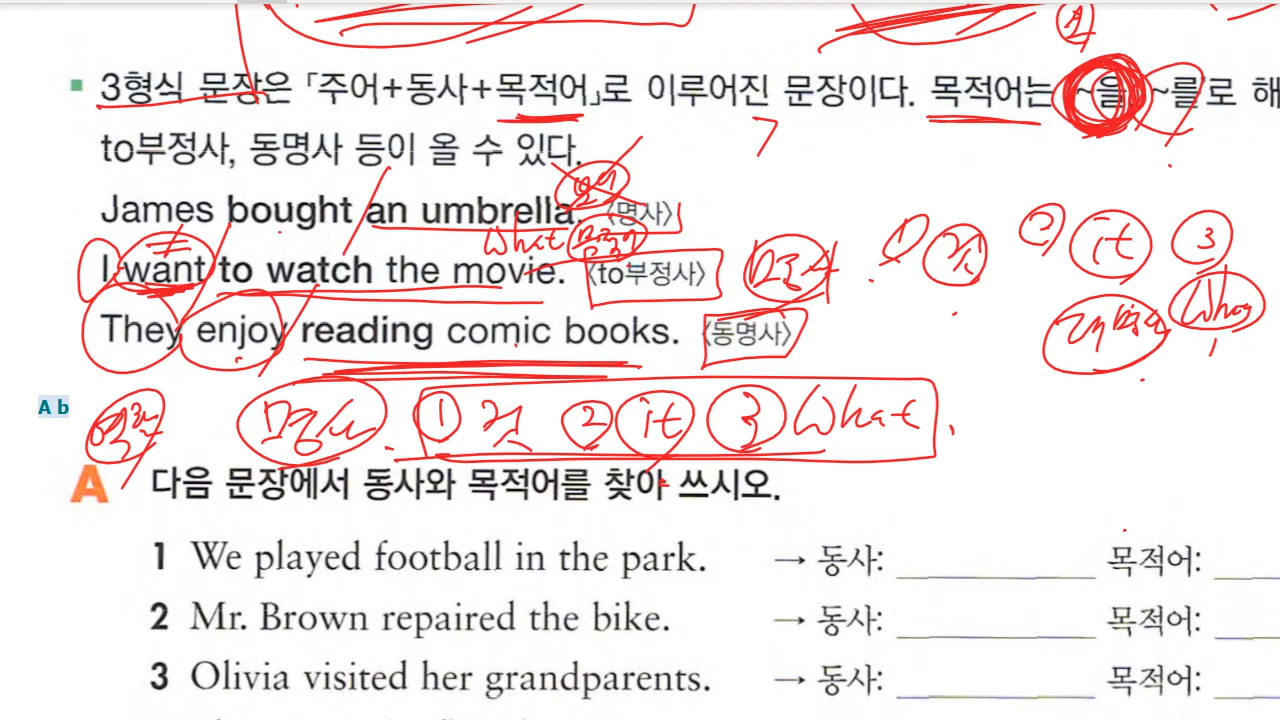 3형식 문장은 「주어+동사+목적어」로 이루어진 문장이다. 목적어는 '~을', '~를'로 해
to부정사, 동명사 등이 올 수 있다.
James bought an umbrella. 〈명사〉
what
I want to watch the movie. 〈to부정사〉
① 것 ② it ③
They enjoy reading comic books. 〈동명사〉
What
Ab
명사. ① 것 ② it ③ What
A 다음 문장에서 동사와 목적어를 찾아 쓰시오.
1 We played football in the park. → 동사: 목적어:
2 Mr. Brown repaired the bike. → 동사: 목적어:
3 Olivia visited her grandparents. → 동사: 목적어: